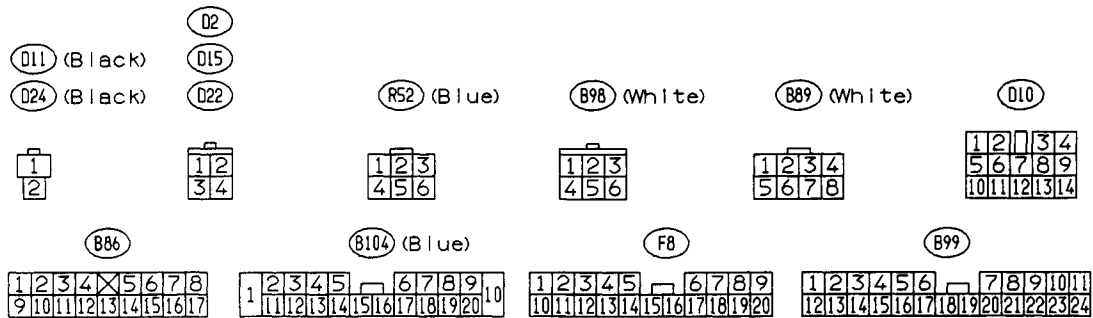 D2
D11 (Black) D15
D24 (Black) D22 R52 (Blue) B98 (White) B89 (White) D10
1 1 2 1 2 3 1 2 3 1 2 3 4 1 2 3 4
2 3 4 4 5 6 4 5 6 5 6 7 8 5 6 7 8 9
10 11 12 13 14
B86 B104 (Blue) F8 B99
1 2 3 4 5 6 7 8 1 2 3 4 5 6 7 8 9 10 1 2 3 4 5 6 7 8 9 1 2 3 4 5 6 7 8 9 10 11
9 10 11 12 13 14 15 16 17 11 12 13 14 15 16 17 18 19 20 10 11 12 13 14 15 16 17 18 19 20 12 13 14 15 16 17 18 19 20 21 22 23 24